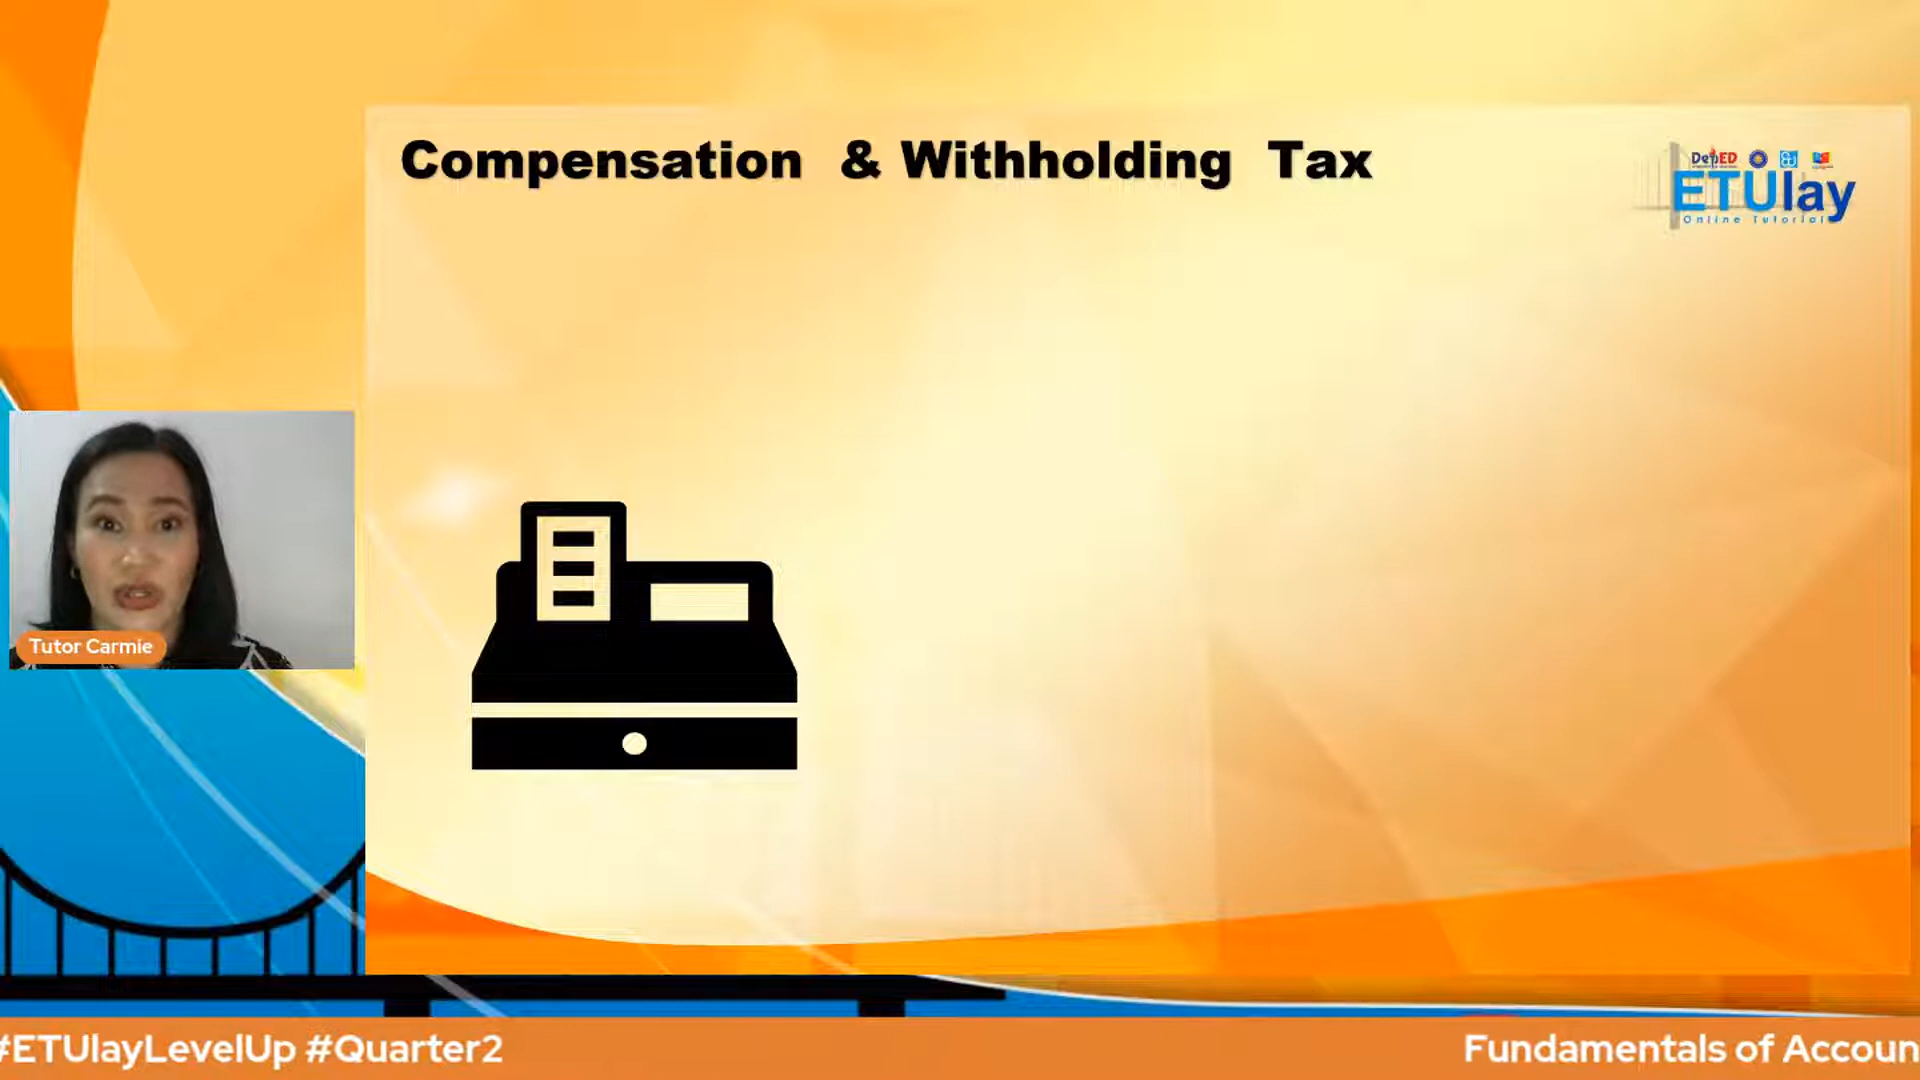 Compensation & Withholding Tax
DepED
ETUlay
Online Tutorial
Tutor Carmie
#ETUlayLevelUp #Quarter2
Fundamentals of Accoun